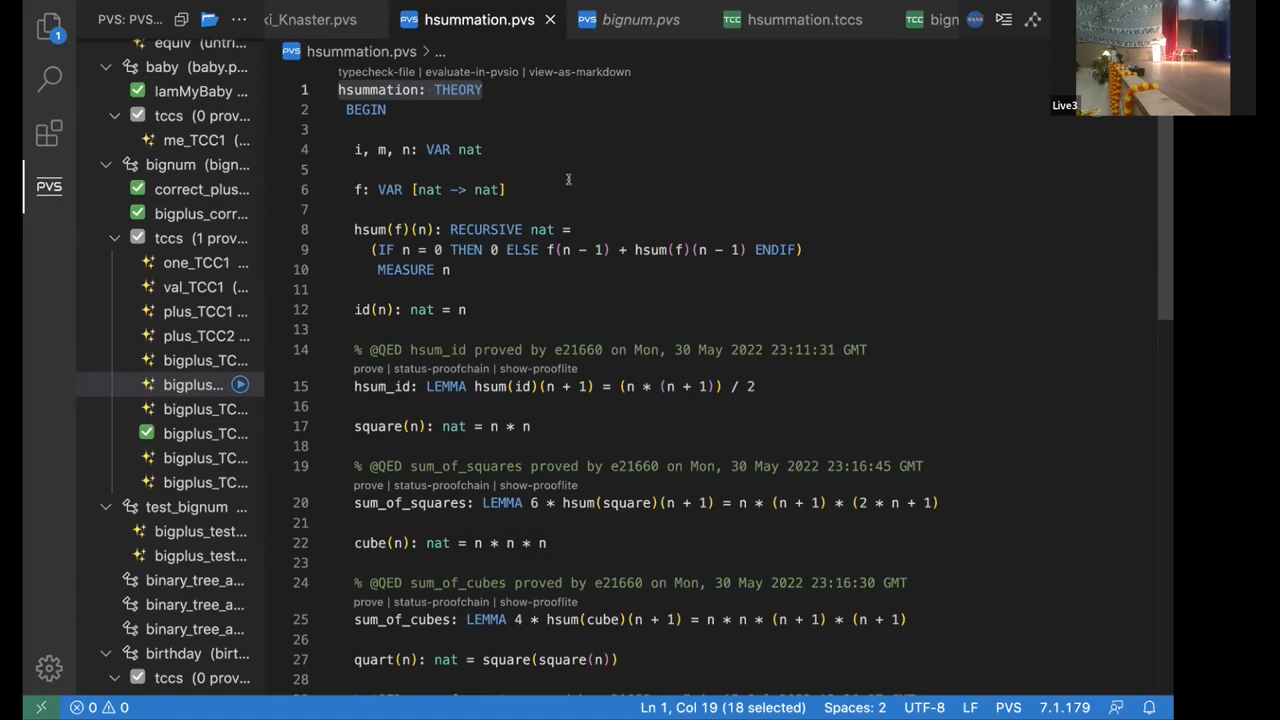 PVS: PVS...
ki_Knaster.pvs
PVS hsummation.pvs
PVS bignum.pvs
TCC hsummation.tccs
TCC bign
1
PVS
PVS hsummation.pvs > ...
Live3
equiv (untri...
baby (baby.p...
IamMyBaby
tccs (0 prov...
me_TCC1 (...
bignum (bign...
correct_plus...
bigplus_corr...
tccs (1 prov...
one_TCC1 ...
val_TCC1 (...
plus_TCC1
plus_TCC2 ...
bigplus_TC...
bigplus...
bigplus_TC...
bigplus_TC...
bigplus_TC...
bigplus_TC...
test_bignum
bigplus_test...
bigplus_test...
binary_tree_a...
binary_tree_a...
binary_tree_a...
birthday (birt...
tccs (0 prov...
typecheck-file | evaluate-in-pvsio | view-as-markdown
1 hsummation: THEORY
2 BEGIN
3
4 i, m, n: VAR nat
5
6 f: VAR [nat -> nat]
7
8 hsum(f)(n): RECURSIVE nat =
9 (IF n = 0 THEN 0 ELSE f(n - 1) + hsum(f)(n - 1) ENDIF)
10 MEASURE n
11
12 id(n): nat = n
13
14 % @QED hsum_id proved by e21660 on Mon, 30 May 2022 23:11:31 GMT
prove | status-proofchain | show-prooflite
15 hsum_id: LEMMA hsum(id)(n + 1) = (n * (n + 1)) / 2
16
17 square(n): nat = n * n
18
19 % @QED sum_of_squares proved by e21660 on Mon, 30 May 2022 23:16:45 GMT
prove | status-proofchain | show-prooflite
20 sum_of_squares: LEMMA 6 * hsum(square)(n + 1) = n * (n + 1) * (2 * n + 1)
21
22 cube(n): nat = n * n * n
23
24 % @QED sum_of_cubes proved by e21660 on Mon, 30 May 2022 23:16:30 GMT
prove | status-proofchain | show-prooflite
25 sum_of_cubes: LEMMA 4 * hsum(cube)(n + 1) = n * n * (n + 1) * (n + 1)
26
27 quart(n): nat = square(square(n))
0 0
Ln 1, Col 19 (18 selected) Spaces: 2 UTF-8 LF PVS 7.1.179